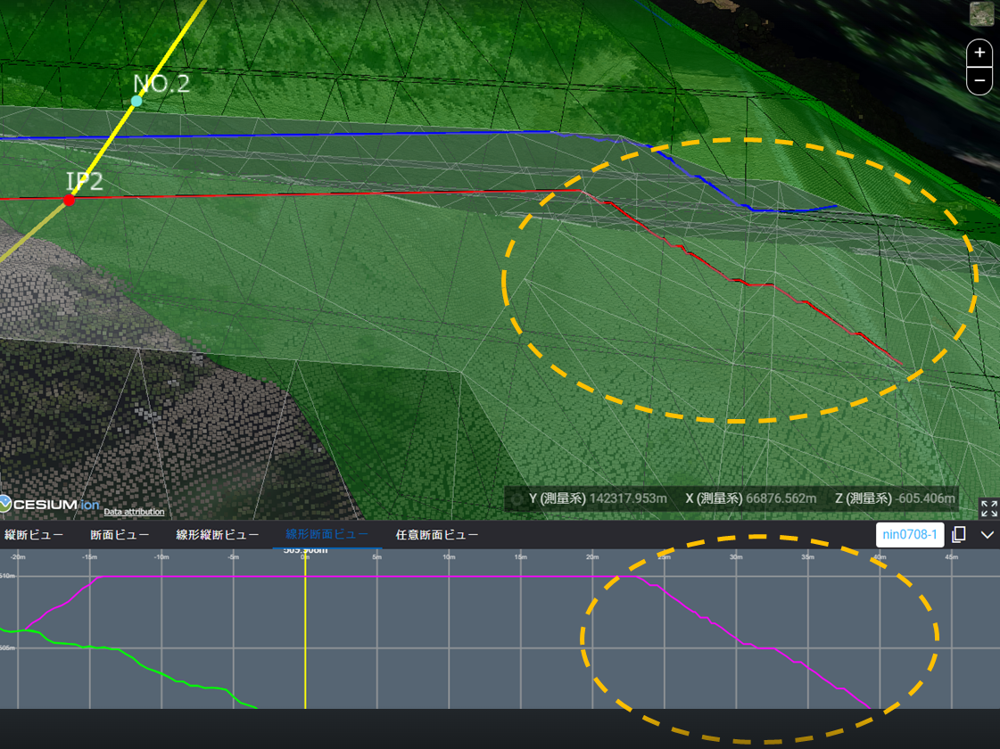 +
−
NO.2
IP2
Y (測量系) 142317.953m X (測量系) 66876.562m Z (測量系) -605.406m
CESIUM ion
Data attribution
縦断ビュー 断面ビュー 線形縦断ビュー 線形断面ビュー 任意断面ビュー nin0708-1
-20m -15m -10m -5m 0m 5m 10m 15m 20m 25m 30m 35m 40m 45m
510m
505m